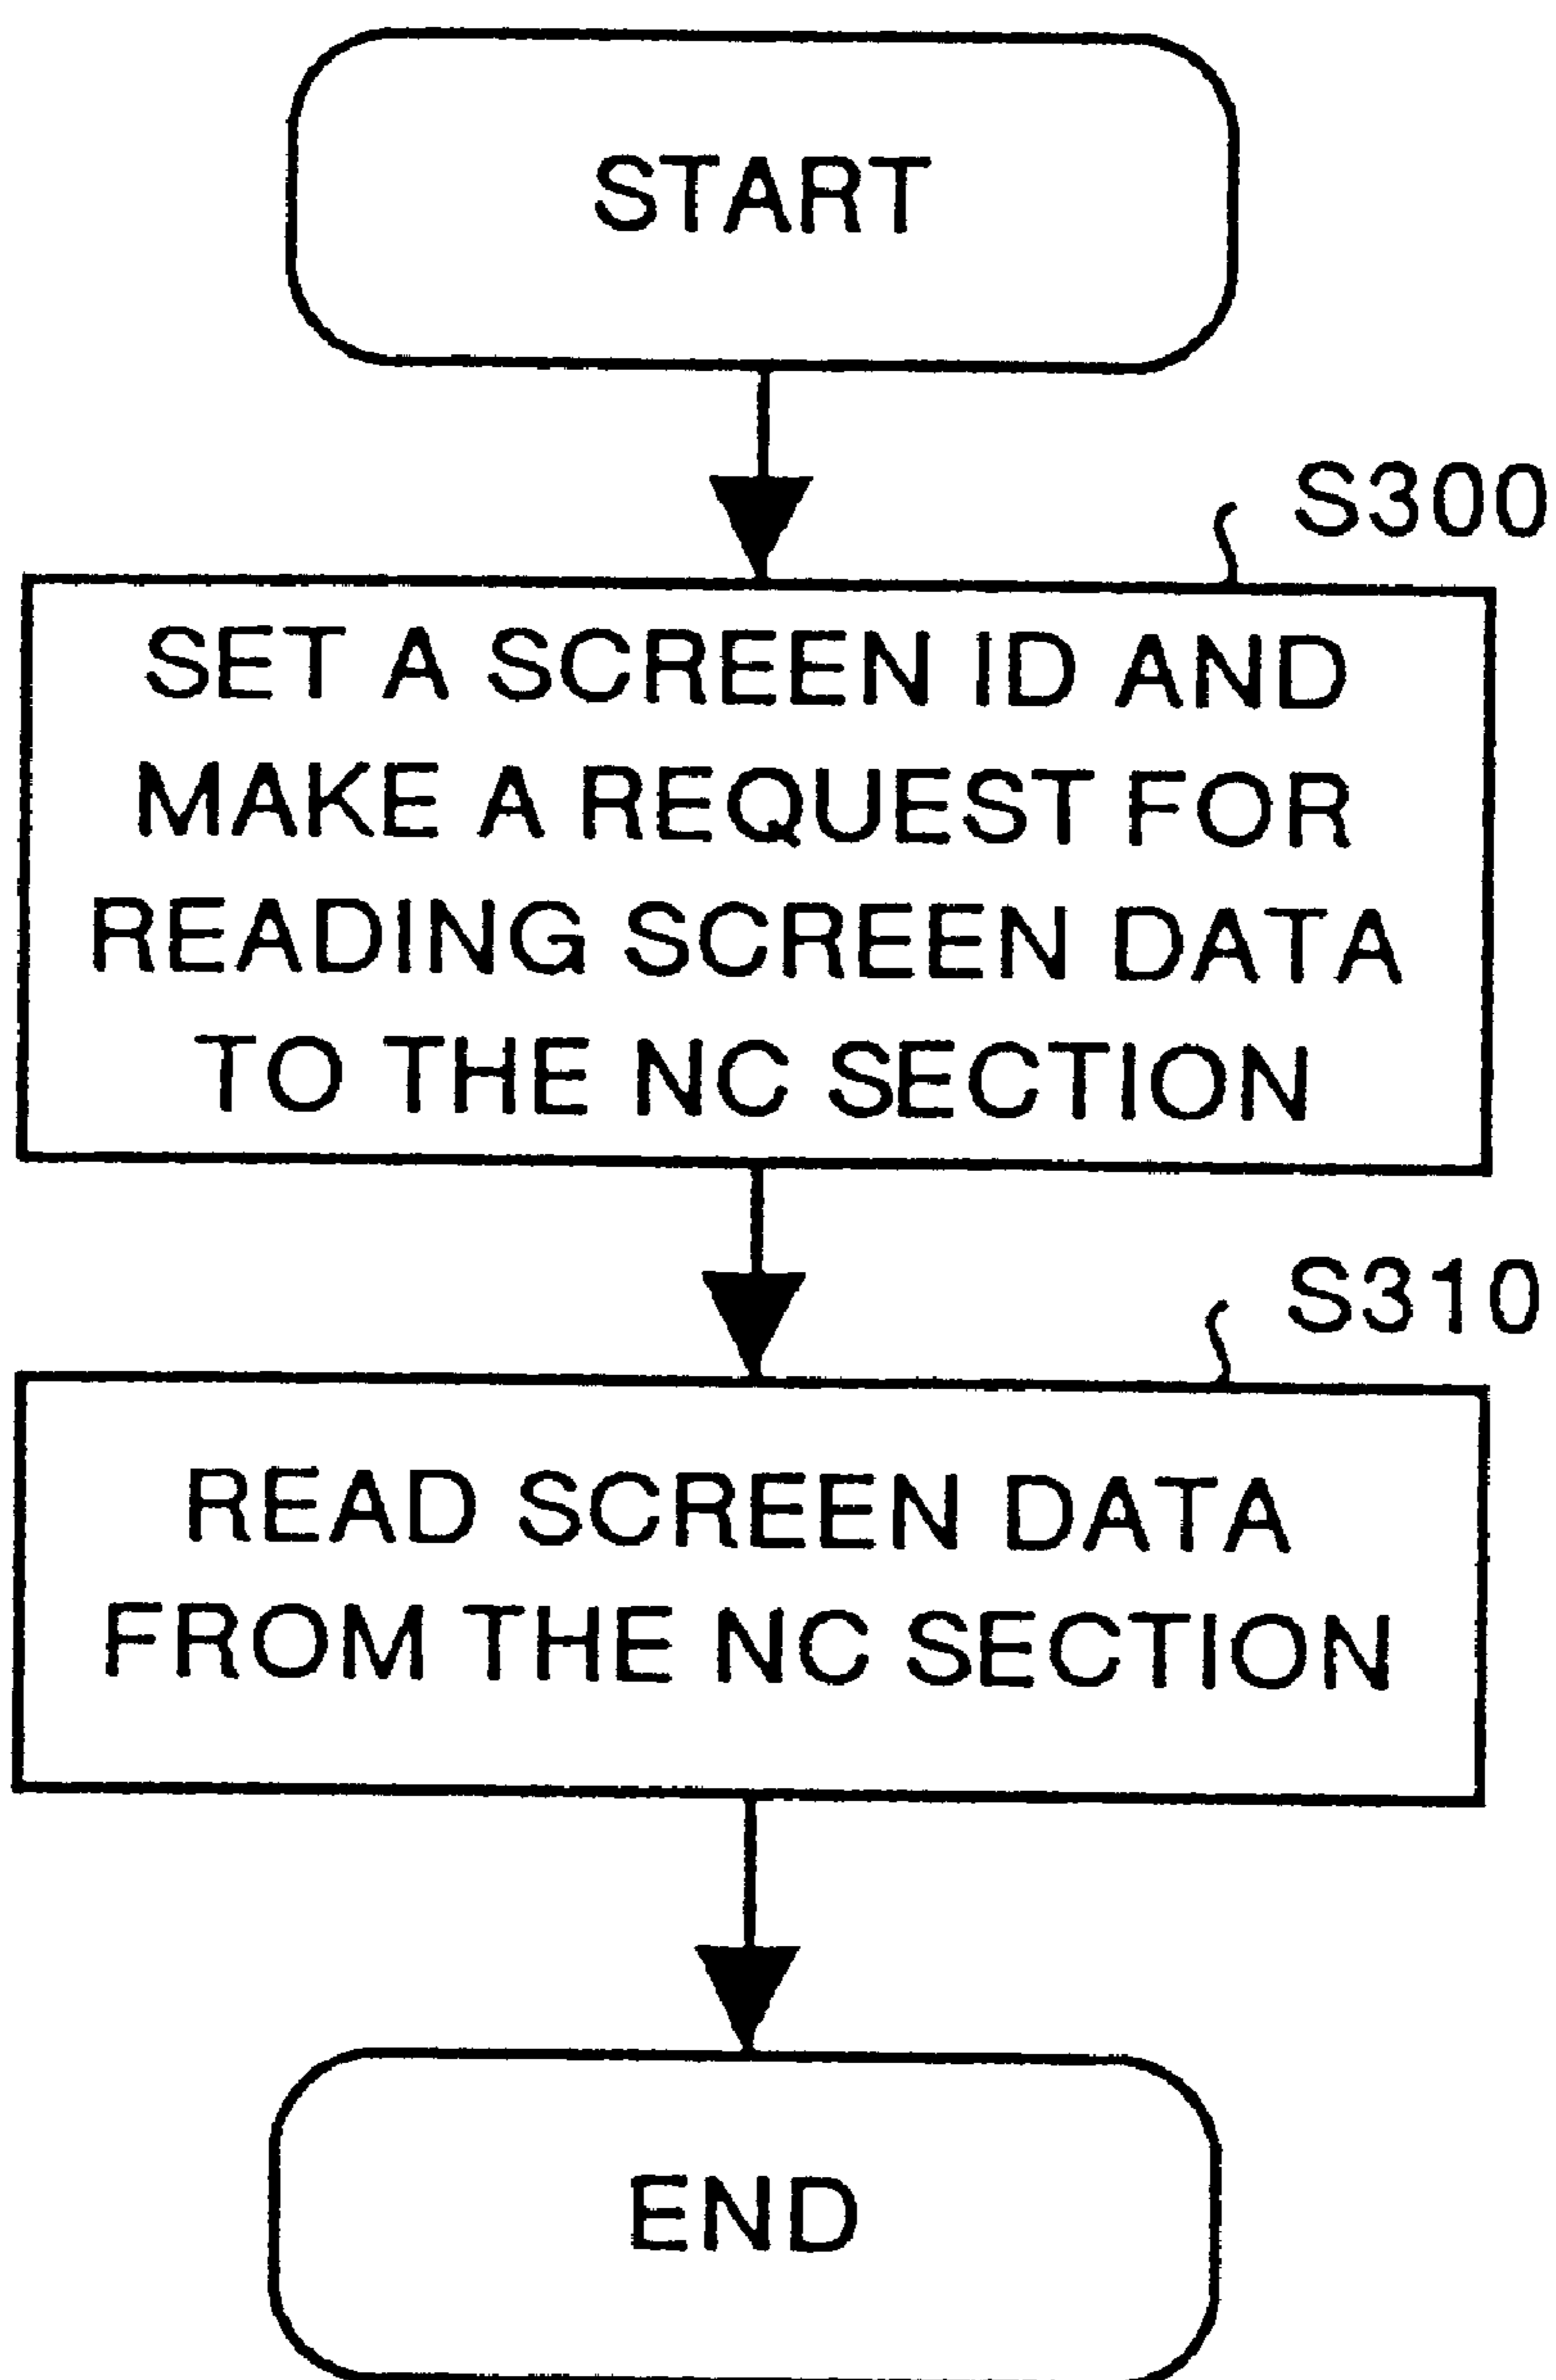 START
S300
SET A SCREEN ID AND
MAKE A REQUEST FOR
READING SCREEN DATA
TO THE NC SECTION
S310
READ SCREEN DATA
FROM THE NC SECTION
END